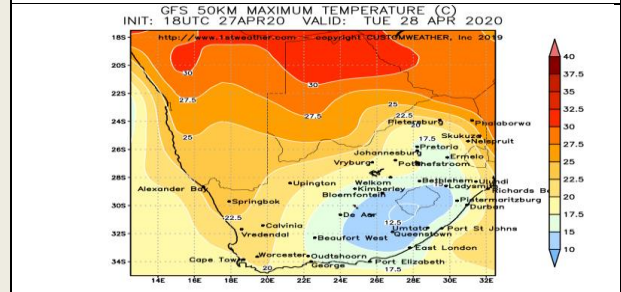 GFS 50KM MAXIMUM TEMPERATURE (C)
INIT: 18UTC 27APR20 VALID: TUE 28 APR 2020
http://www.1stweather.com copyright CUSTOMWEATHER, Inc 2019
18S
20S
22S
24S
26S
28S
30S
32S
34S
14E 16E 18E 20E 22E 24E 26E 28E 30E 32E
40
37.5
35
32.5
30
27.5
25
22.5
20
17.5
15
12.5
10
30
30
27.5
27.5
25
25
22.5
20
20
17.5
17.5
15
12.5
Pietersburg
Phalaborwa
Skukuza
Nelspruit
Pretoria
Johannesburg
Ermelo
Vryburg
Potchefstroom
Welkom
Bethlehem
Ulundi
Ladysmith
Kimberley
Bloemfontein
Alexander Bay
Upington
Springbok
Pietermaritzburg
Durban
De Aar
Calvinia
Vredendal
Beaufort West
Umtata
Queenstown
Port St Johns
East London
Worcester
Oudtshoorn
Cape Town
George
Port Elizabeth